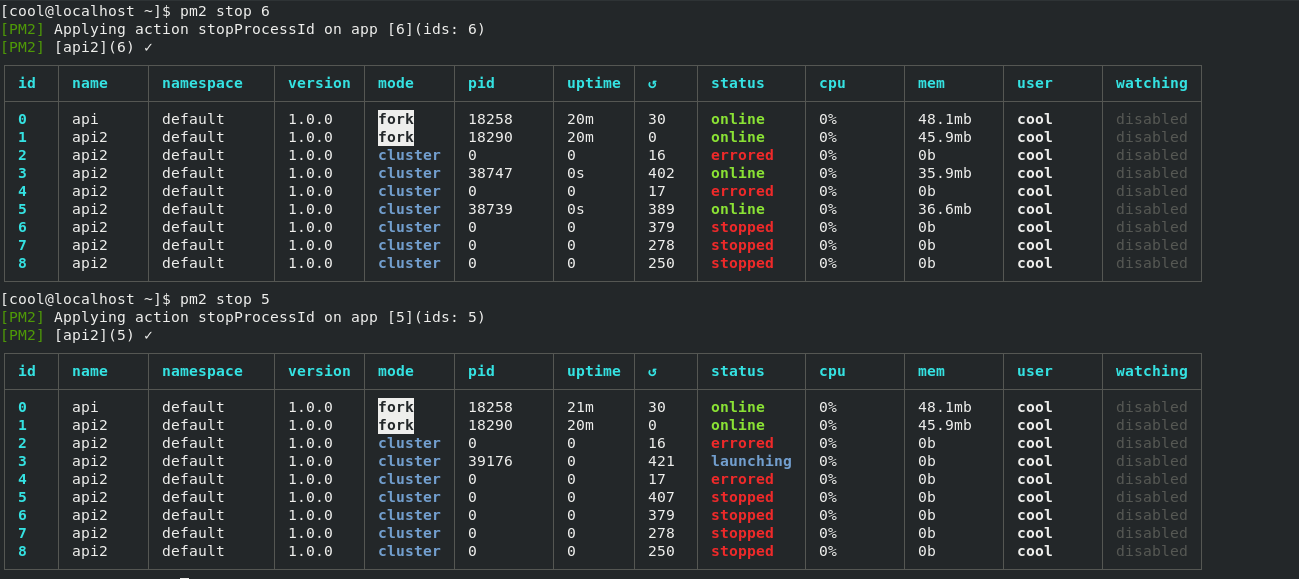 [cool@localhost ~]$ pm2 stop 6
[PM2] Applying action stopProcessId on app [6](ids: 6)
[PM2] [api2](6) ✓
id name namespace version mode pid uptime ↺ status cpu mem user watching
0 api default 1.0.0 fork 18258 20m 30 online 0% 48.1mb cool disabled
1 api2 default 1.0.0 fork 18290 20m 0 online 0% 45.9mb cool disabled
2 api2 default 1.0.0 cluster 0 0 16 errored 0% 0b cool disabled
3 api2 default 1.0.0 cluster 38747 0s 402 online 0% 35.9mb cool disabled
4 api2 default 1.0.0 cluster 0 0 17 errored 0% 0b cool disabled
5 api2 default 1.0.0 cluster 38739 0s 389 online 0% 36.6mb cool disabled
6 api2 default 1.0.0 cluster 0 0 379 stopped 0% 0b cool disabled
7 api2 default 1.0.0 cluster 0 0 278 stopped 0% 0b cool disabled
8 api2 default 1.0.0 cluster 0 0 250 stopped 0% 0b cool disabled
[cool@localhost ~]$ pm2 stop 5
[PM2] Applying action stopProcessId on app [5](ids: 5)
[PM2] [api2](5) ✓
id name namespace version mode pid uptime ↺ status cpu mem user watching
0 api default 1.0.0 fork 18258 21m 30 online 0% 48.1mb cool disabled
1 api2 default 1.0.0 fork 18290 20m 0 online 0% 45.9mb cool disabled
2 api2 default 1.0.0 cluster 0 0 16 errored 0% 0b cool disabled
3 api2 default 1.0.0 cluster 39176 0 421 launching 0% 0b cool disabled
4 api2 default 1.0.0 cluster 0 0 17 errored 0% 0b cool disabled
5 api2 default 1.0.0 cluster 0 0 407 stopped 0% 0b cool disabled
6 api2 default 1.0.0 cluster 0 0 379 stopped 0% 0b cool disabled
7 api2 default 1.0.0 cluster 0 0 278 stopped 0% 0b cool disabled
8 api2 default 1.0.0 cluster 0 0 250 stopped 0% 0b cool disabled